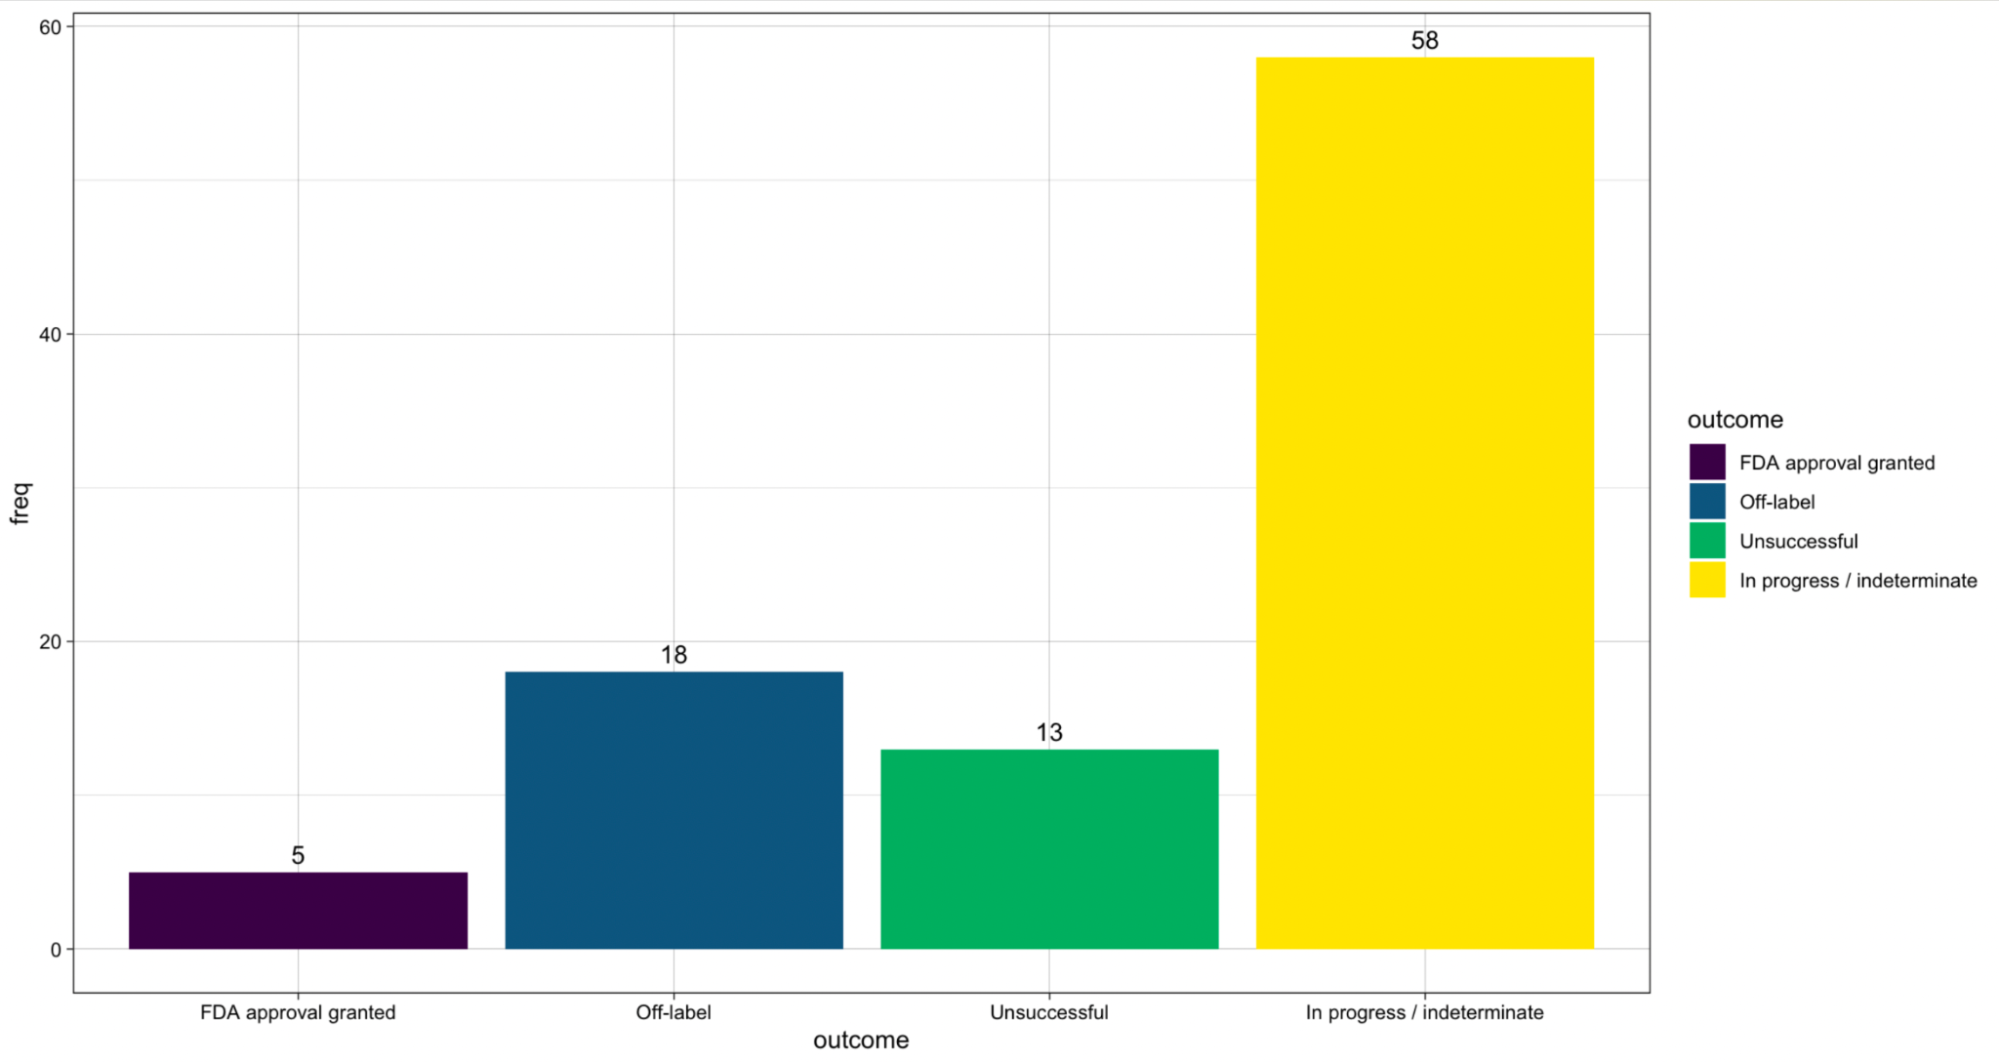 60
40
20
0
freq
5
18
13
58
FDA approval granted
Off-label
Unsuccessful
In progress / indeterminate
outcome
outcome
FDA approval granted
Off-label
Unsuccessful
In progress / indeterminate